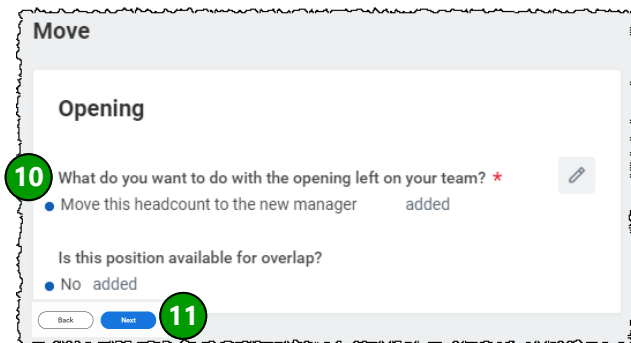 Move
Opening
10 What do you want to do with the opening left on your team? *
Move this headcount to the new manager added
Is this position available for overlap?
No added
Back Next 11